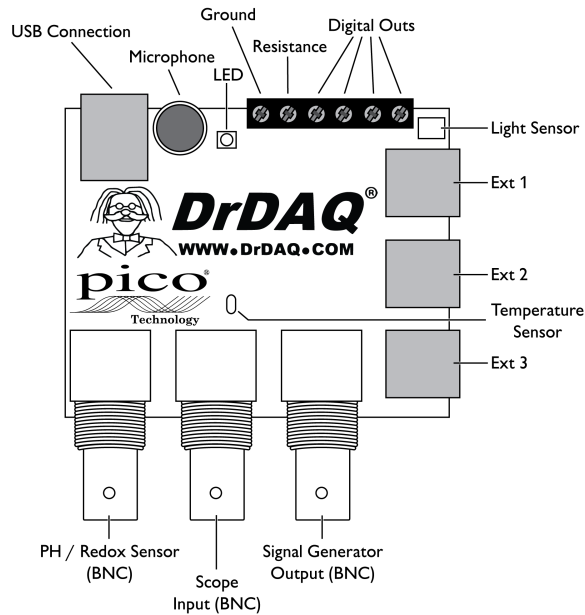 Ground
Digital Outs
USB Connection
Resistance
Microphone
LED
Light Sensor
Ext 1
DrDAQ®
WWW•DrDAQ•COM
pico®
Technology
Ext 2
Temperature
Sensor
Ext 3
PH / Redox Sensor
(BNC)
Scope
Input (BNC)
Signal Generator
Output (BNC)